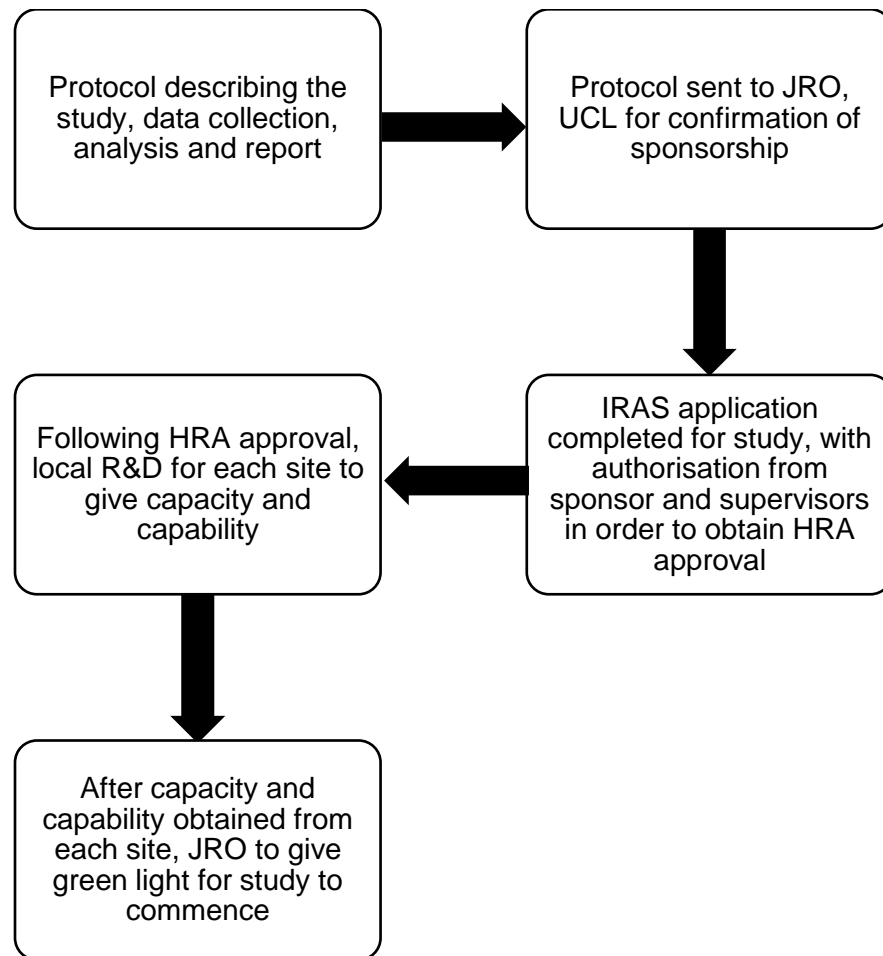 Protocol describing the
study, data collection,
analysis and report
Protocol sent to JRO,
UCL for confirmation of
sponsorship
IRAS application
completed for study, with
authorisation from
sponsor and supervisors
in order to obtain HRA
approval
Following HRA approval,
local R&D for each site to
give capacity and
capability
After capacity and
capability obtained from
each site, JRO to give
green light for study to
commence